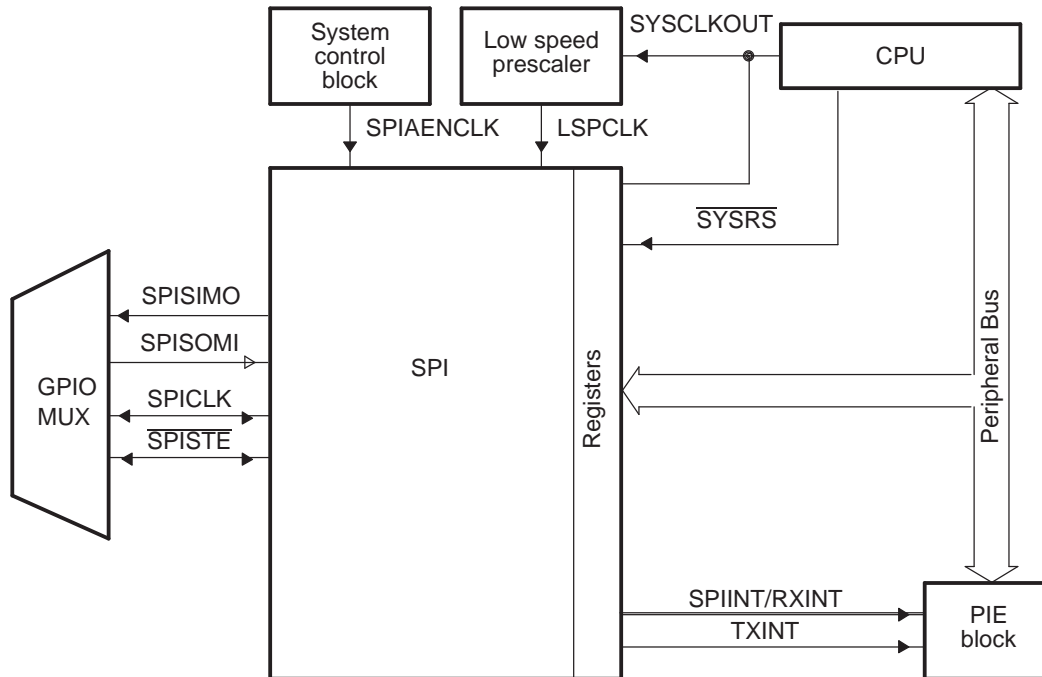 System
control
block
Low speed
prescaler
SYSCLKOUT
CPU
SPIAENCLK
LSPCLK
SYSRS
SPISIMO
SPISOMI
SPICLK
SPISTE
GPIO
MUX
SPI
Registers
Peripheral Bus
SPIINT/RXINT
TXINT
PIE
block